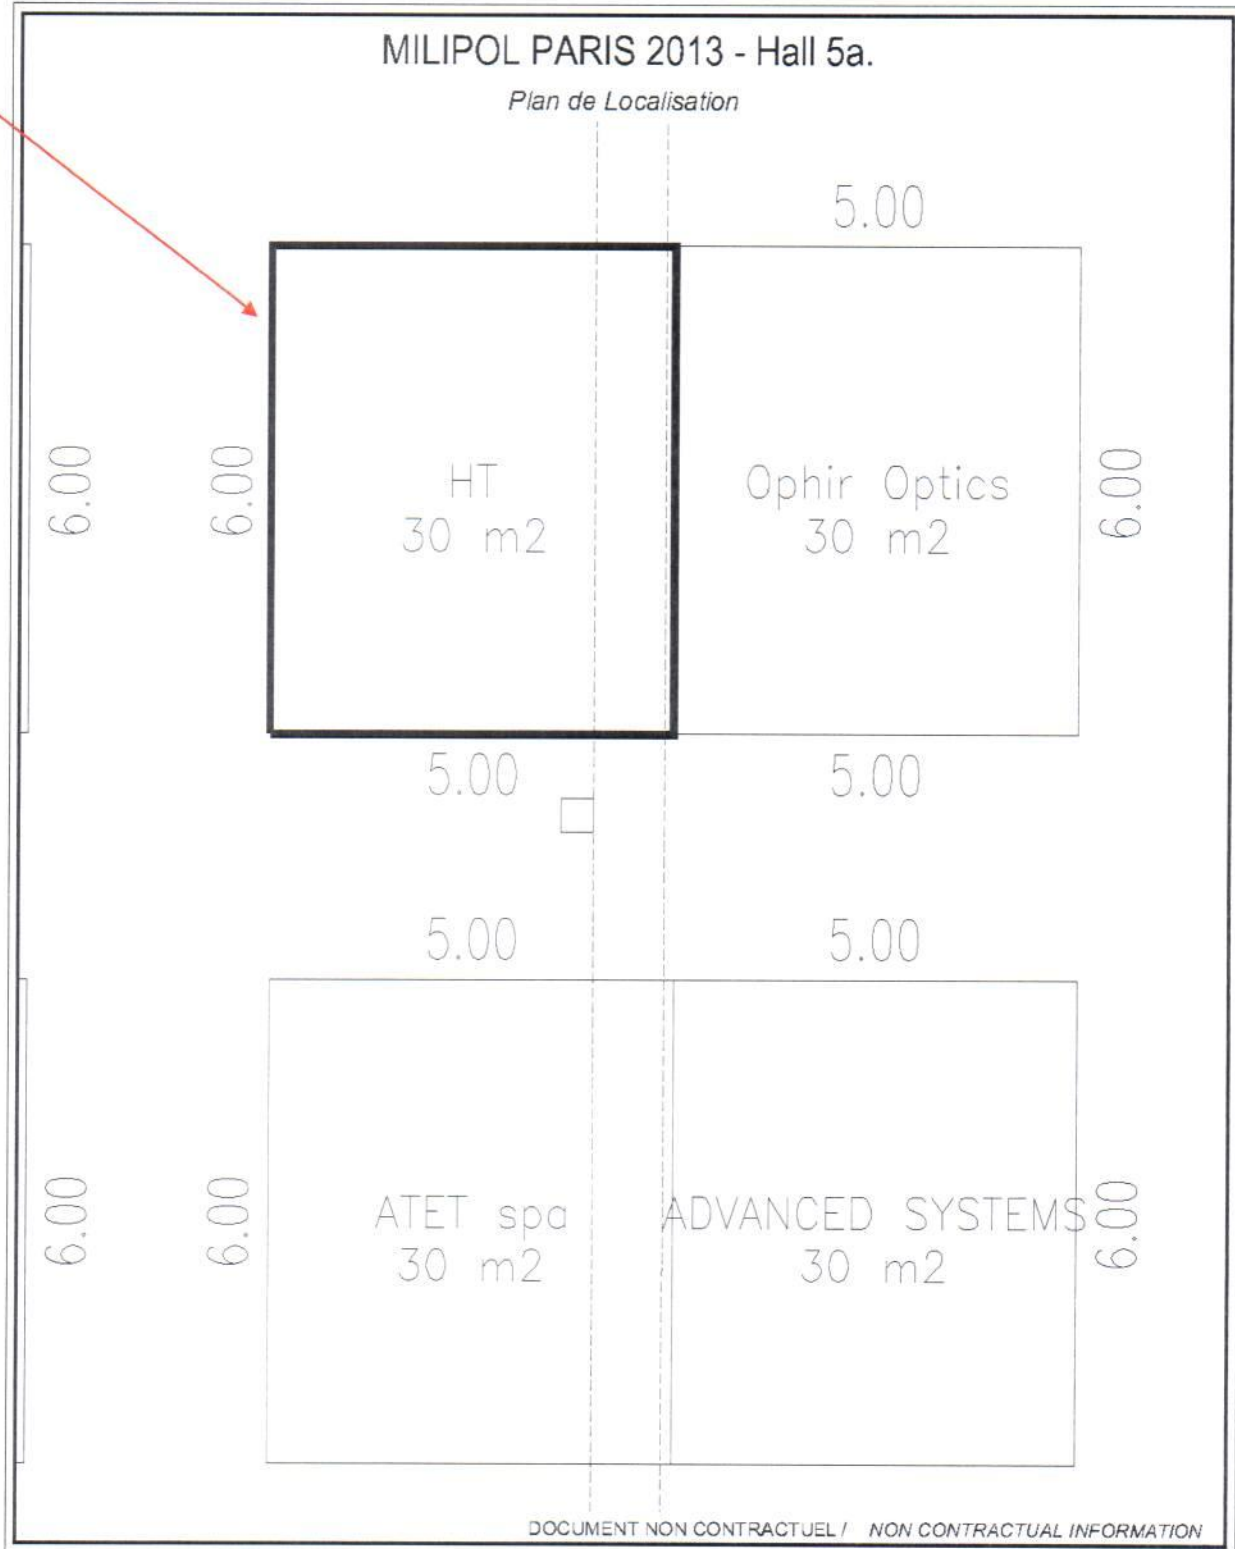 MILIPOL PARIS 2013 - Hall 5a.
Plan de Localisation
5.00
6.00
6.00
HT
30 m2
Ophir Optics
30 m2
6.00
5.00
5.00
5.00
5.00
6.00
6.00
ATET spa
30 m2
ADVANCED SYSTEMS
30 m2
6.00
DOCUMENT NON CONTRACTUEL / NON CONTRACTUAL INFORMATION